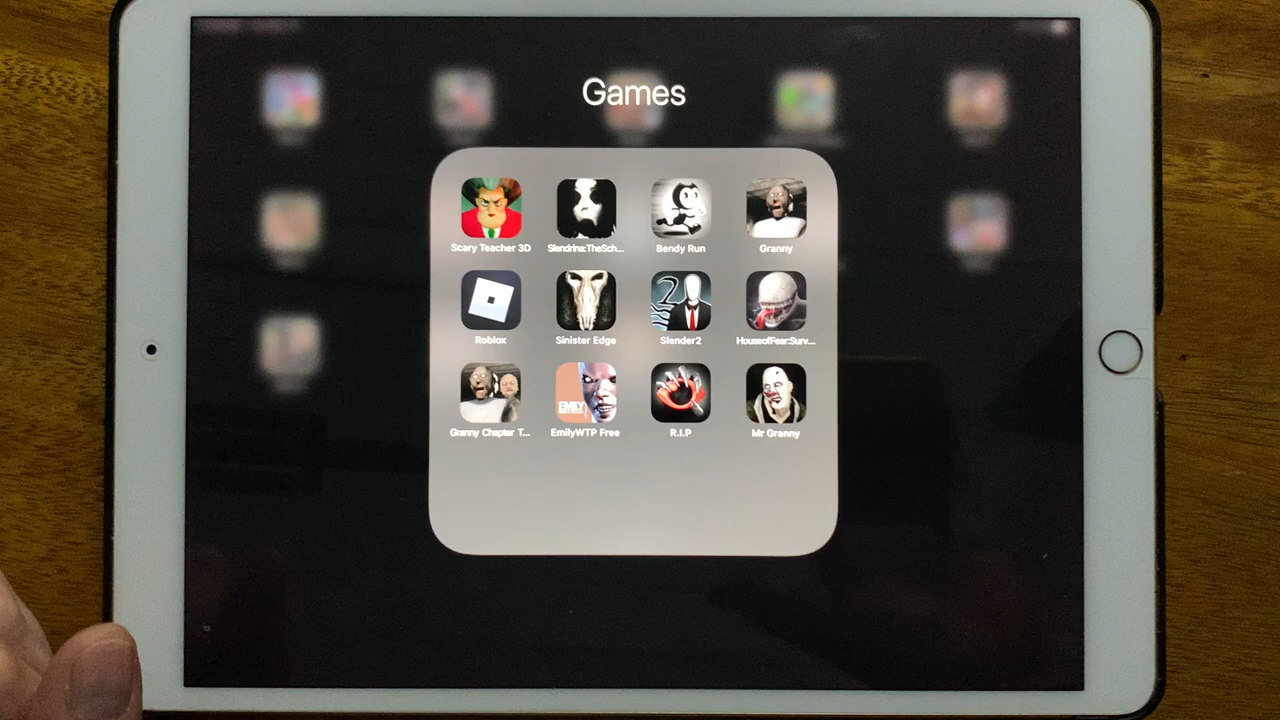 Games
Scary Teacher 3D
Slendrina:TheSch...
Bendy Run
Granny
Roblox
Sinister Edge
Slender2
HouseofFear:Surv...
Granny Chapter T...
EMILY
EmilyWTP Free
R.I.P
Mr Granny